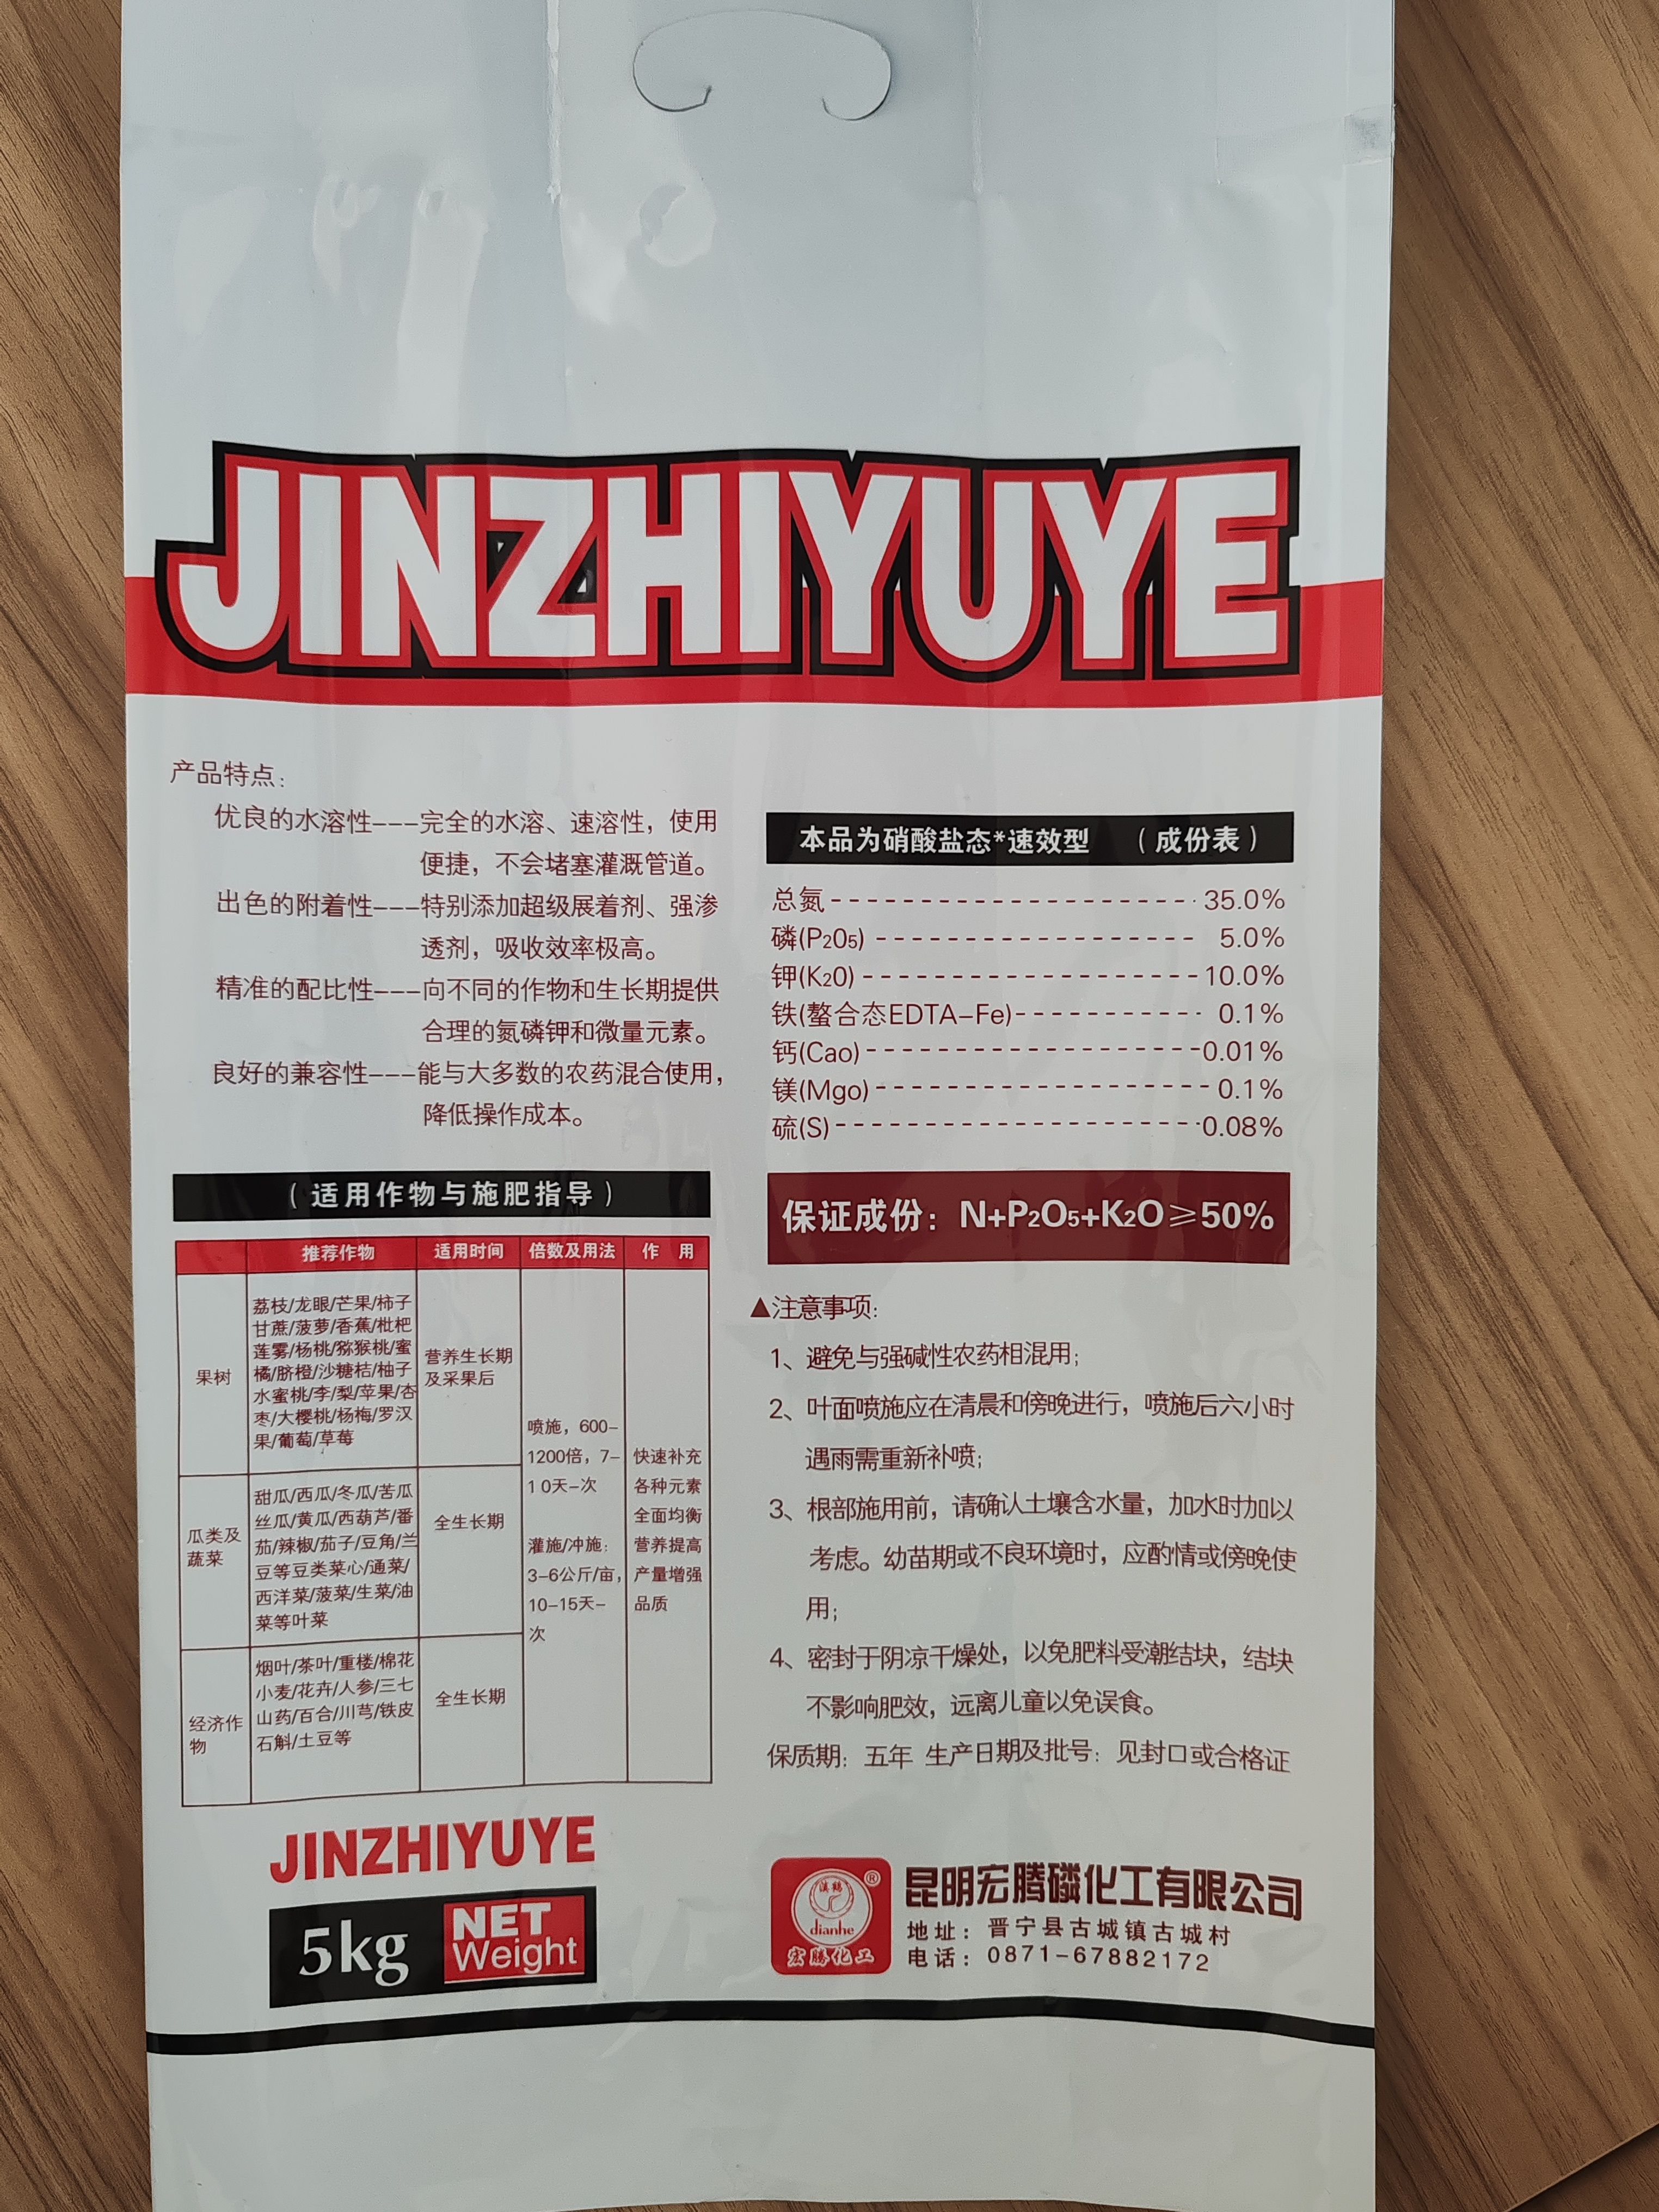 JINZHIYUYE
产品特点:
优良的水溶性---完全的水溶、速溶性，使用
便捷，不会堵塞灌溉管道。
出色的附着性---特别添加超级展着剂、强渗
透剂，吸收效率极高。
精准的配比性---向不同的作物和生长期提供
合理的氮磷钾和微量元素。
良好的兼容性---能与大多数的农药混合使用，
降低操作成本。
（适用作物与施肥指导）
推荐作物 适用时间 倍数及用法 作 用
果树
荔枝/龙眼/芒果/柿子
甘蔗/菠萝/香蕉/枇杷
莲雾/杨桃/猕猴桃/蜜
橘/脐橙/沙糖桔/柚子
水蜜桃/李/梨/苹果/杏
枣/大樱桃/杨梅/罗汉
果/葡萄/草莓
营养生长期
及采果后
瓜类及
蔬菜
甜瓜/西瓜/冬瓜/苦瓜
丝瓜/黄瓜/西葫芦/番
茄/辣椒/茄子/豆角/兰
豆等豆类菜心/通菜/
西洋菜/菠菜/生菜/油
菜等叶菜
全生长期
经济作
物
烟叶/茶叶/重楼/棉花
小麦/花卉/人参/三七
山药/百合/川芎/铁皮
石斛/土豆等
全生长期
喷施，600-
1200倍，7-
10天-次
灌施/冲施:
3-6公斤/亩，
10-15天-
次
快速补充
各种元素
全面均衡
营养提高
产量增强
品质
JINZHIYUYE
5kg
NET
Weight
本品为硝酸盐态*速效型 （成份表）
总氮--------------------35.0%
磷(P₂0₅)------------------5.0%
钾(K₂0)-------------------10.0%
铁(螯合态EDTA-Fe)-----------0.1%
钙(Cao)-------------------0.01%
镁(Mgo)-------------------0.1%
硫(S)---------------------0.08%
保证成份: N+P₂O₅+K₂O≥50%
▲注意事项:
1、避免与强碱性农药相混用;
2、叶面喷施应在清晨和傍晚进行，喷施后六小时
遇雨需重新补喷;
3、根部施用前，请确认土壤含水量，加水时加以
考虑。幼苗期或不良环境时，应酌情或傍晚使
用;
4、密封于阴凉干燥处，以免肥料受潮结块，结块
不影响肥效，远离儿童以免误食。
保质期: 五年 生产日期及批号: 见封口或合格证
滇鹤
®
dianhe
宏腾化工
昆明宏腾磷化工有限公司
地址: 晋宁县古城镇古城村
电话: 0871-67882172